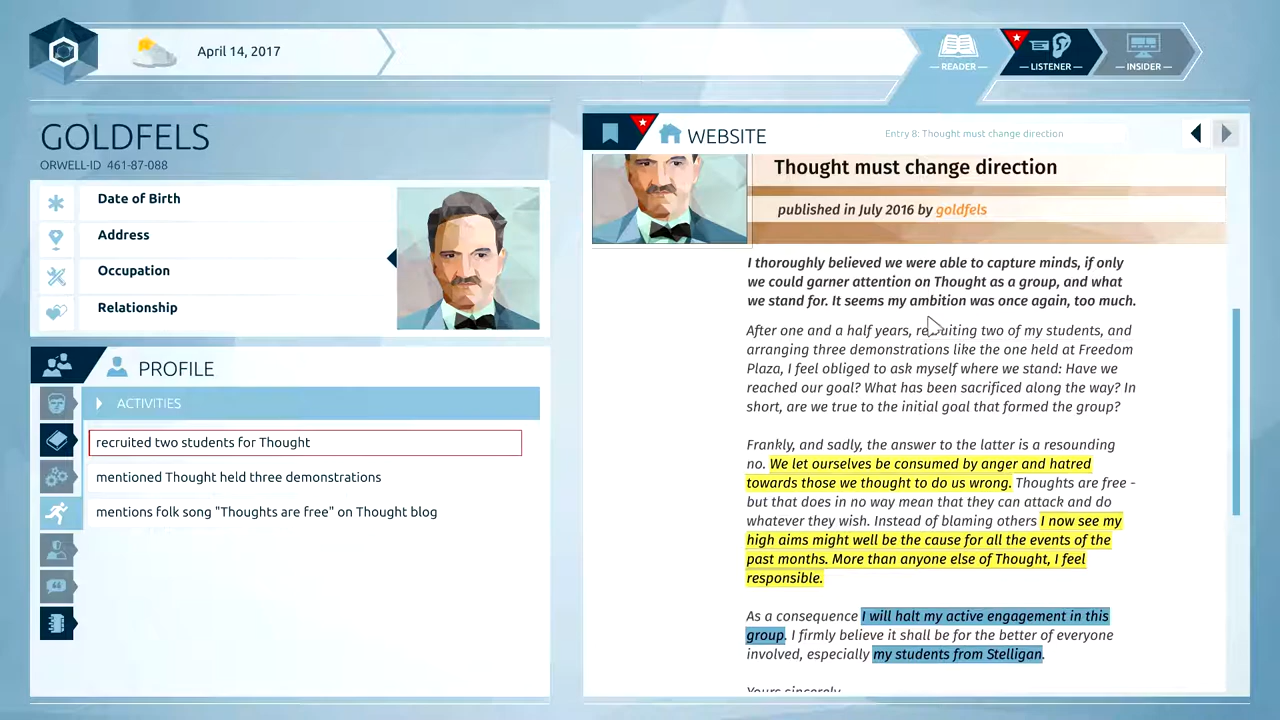 April 14, 2017
— READER —
— LISTENER —
— INSIDER —
GOLDFELS
ORWELL-ID 461-87-088
Date of Birth
Address
Occupation
Relationship
PROFILE
ACTIVITIES
recruited two students for Thought
mentioned Thought held three demonstrations
mentions folk song "Thoughts are free" on Thought blog
WEBSITE
Entry 8: Thought must change direction
Thought must change direction
published in July 2016 by goldfels
I thoroughly believed we were able to capture minds, if only
we could garner attention on Thought as a group, and what
we stand for. It seems my ambition was once again, too much.
After one and a half years, recruiting two of my students, and
arranging three demonstrations like the one held at Freedom
Plaza, I feel obliged to ask myself where we stand: Have we
reached our goal? What has been sacrificed along the way? In
short, are we true to the initial goal that formed the group?
Frankly, and sadly, the answer to the latter is a resounding
no. We let ourselves be consumed by anger and hatred
towards those we thought to do us wrong. Thoughts are free -
but that does in no way mean that they can attack and do
whatever they wish. Instead of blaming others I now see my
high aims might well be the cause for all the events of the
past months. More than anyone else of Thought, I feel
responsible.
As a consequence I will halt my active engagement in this
group. I firmly believe it shall be for the better of everyone
involved, especially my students from Stelligan.
Yours sincerely